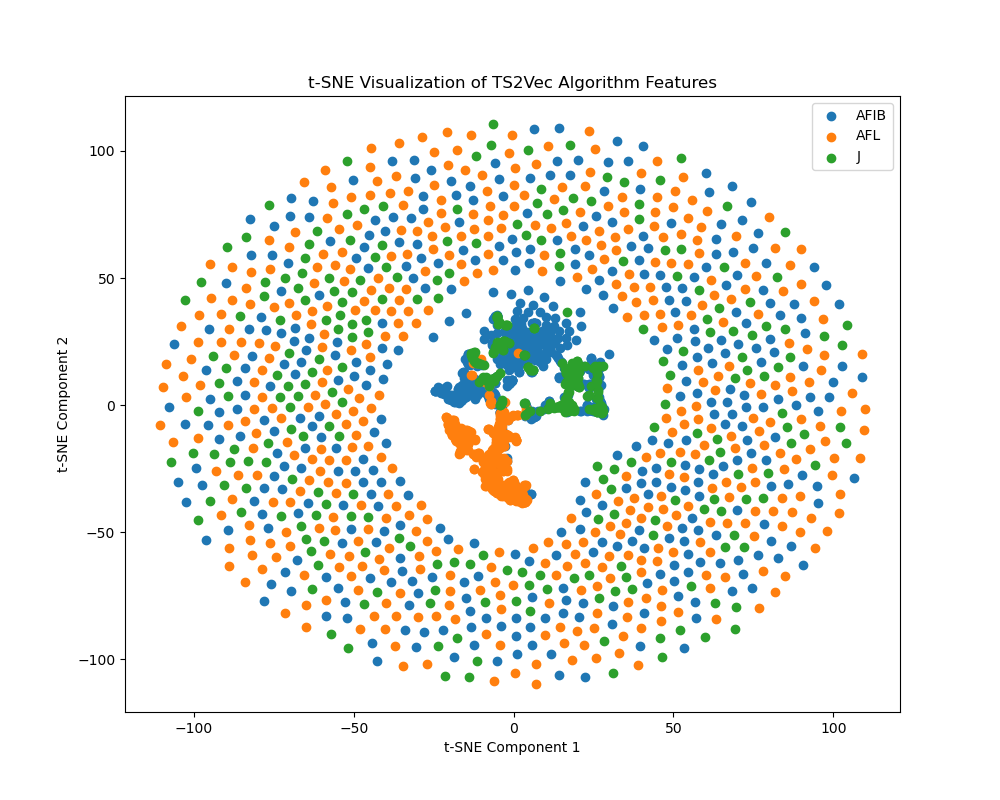 t-SNE Visualization of TS2Vec Algorithm Features
AFIB
AFL
J
100
50
0
−50
−100
t-SNE Component 2
−100
−50
0
50
100
t-SNE Component 1